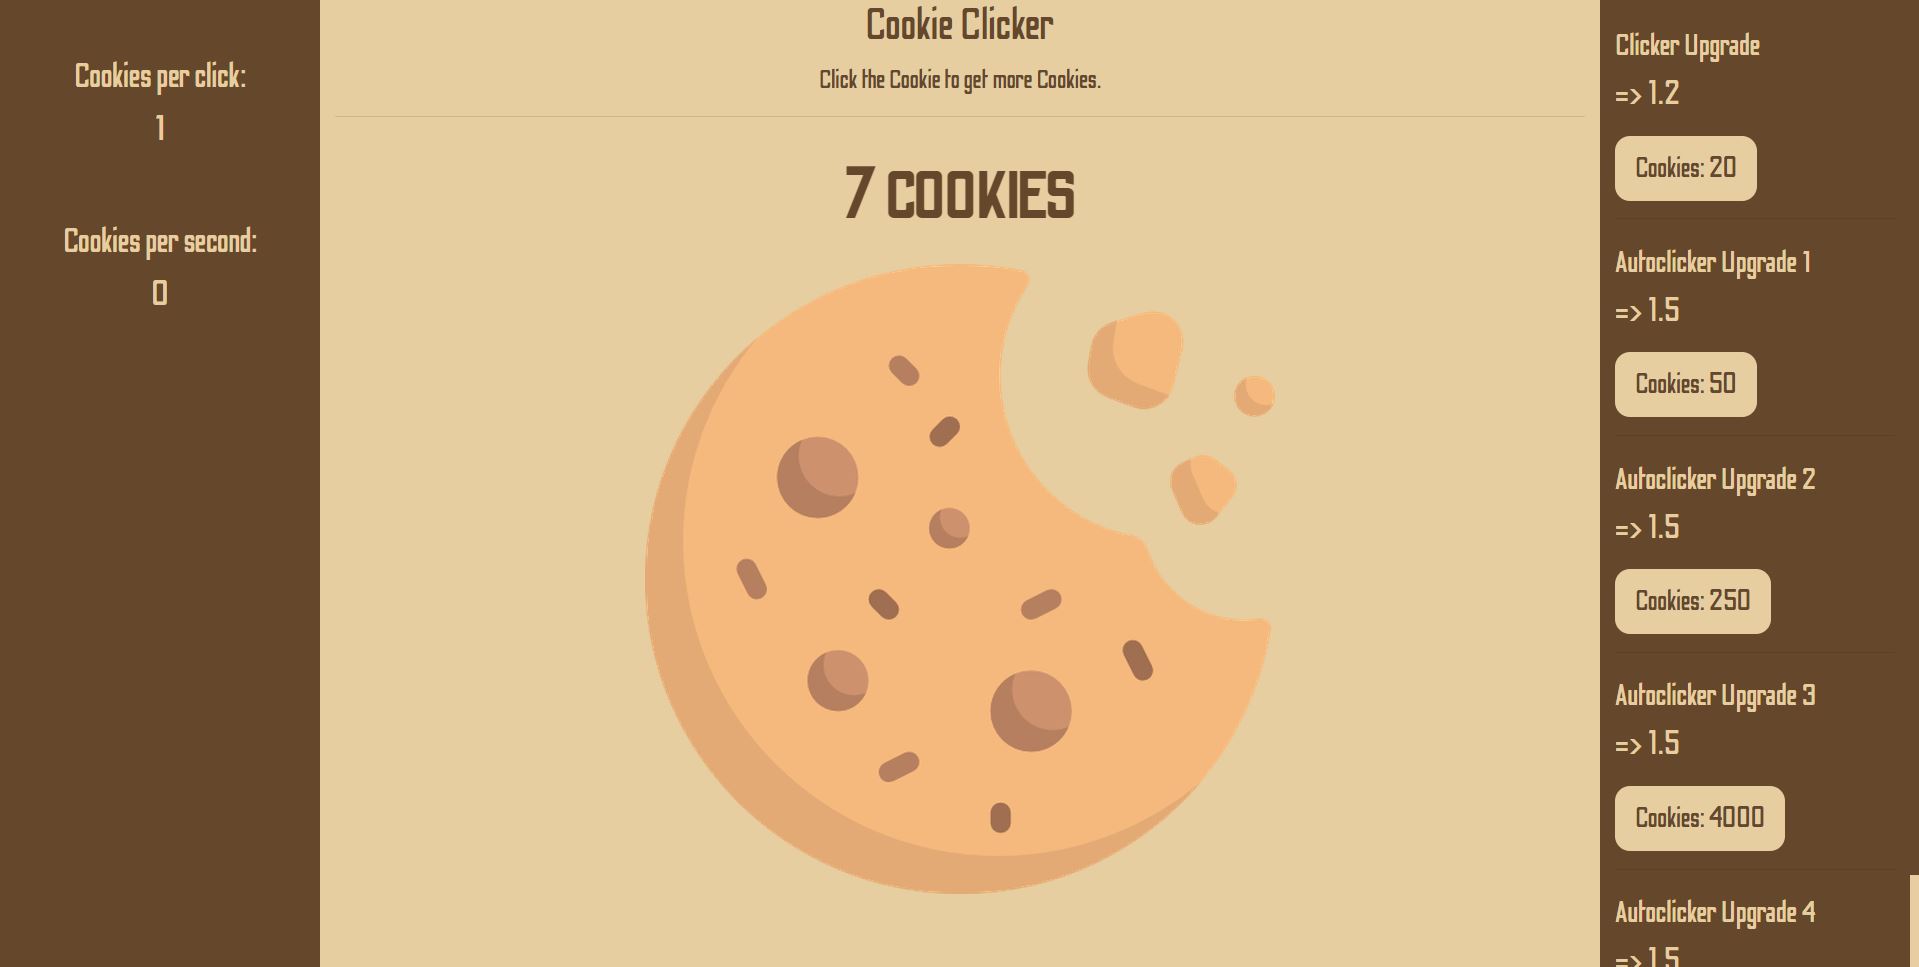 Cookies per click:
1
Cookies per second:
0
Cookie Clicker
Click the Cookie to get more Cookies.
7 COOKIES
Clicker Upgrade
=> 1.2
Cookies: 20
Autoclicker Upgrade 1
=> 1.5
Cookies: 50
Autoclicker Upgrade 2
=> 1.5
Cookies: 250
Autoclicker Upgrade 3
=> 1.5
Cookies: 4000
Autoclicker Upgrade 4
=> 1.5